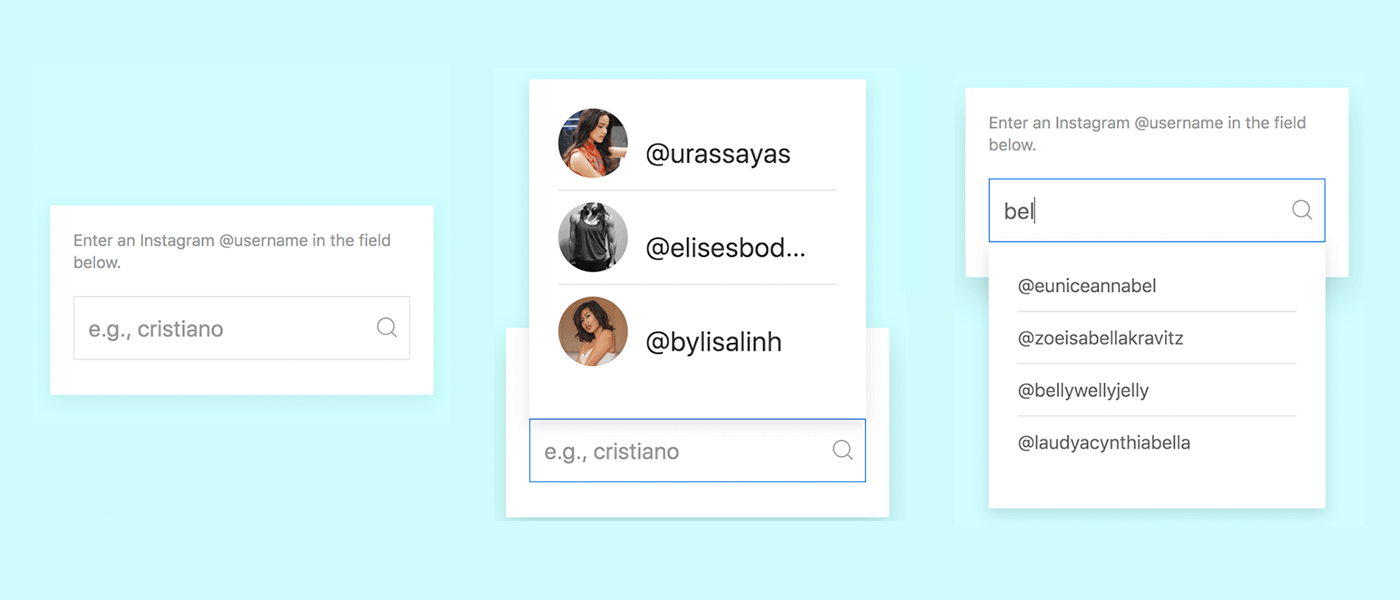 Enter an Instagram @username in the field
below.
e.g., cristiano
@urassayas
@elisesbod...
@bylisalinh
e.g., cristiano
Enter an Instagram @username in the field
below.
bel
@euniceannabel
@zoeisabellakravitz
@bellywellyjelly
@laudyacynthiabella